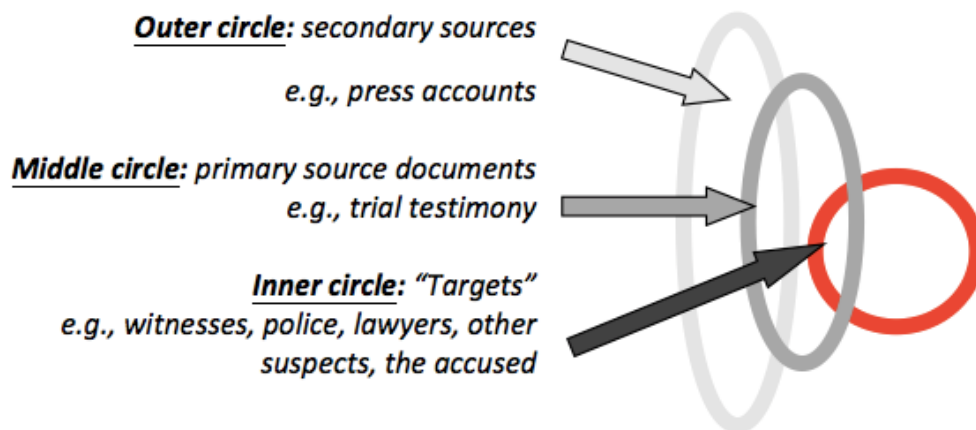 Outer circle: secondary sources
e.g., press accounts
Middle circle: primary source documents
e.g., trial testimony
Inner circle: “Targets”
e.g., witnesses, police, lawyers, other
suspects, the accused